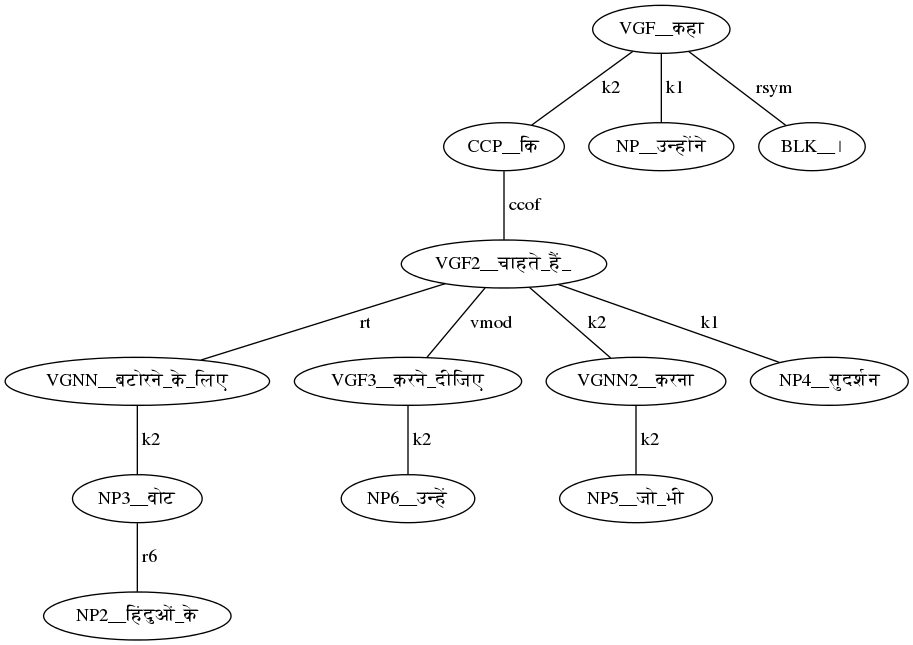 VGF__कहा
k2 k1 rsym
CCP__कि NP__उन्होंने BLK__।
ccof
VGF2__चाहते_हैं_
rt vmod k2 k1
VGNN__बटोरने_के_लिए VGF3__करने_दीजिए VGNN2__करना NP4__सुदर्शन
k2 k2 k2
NP3__वोट NP6__उन्हें NP5__जो_भी
r6
NP2__हिंदुओं_के